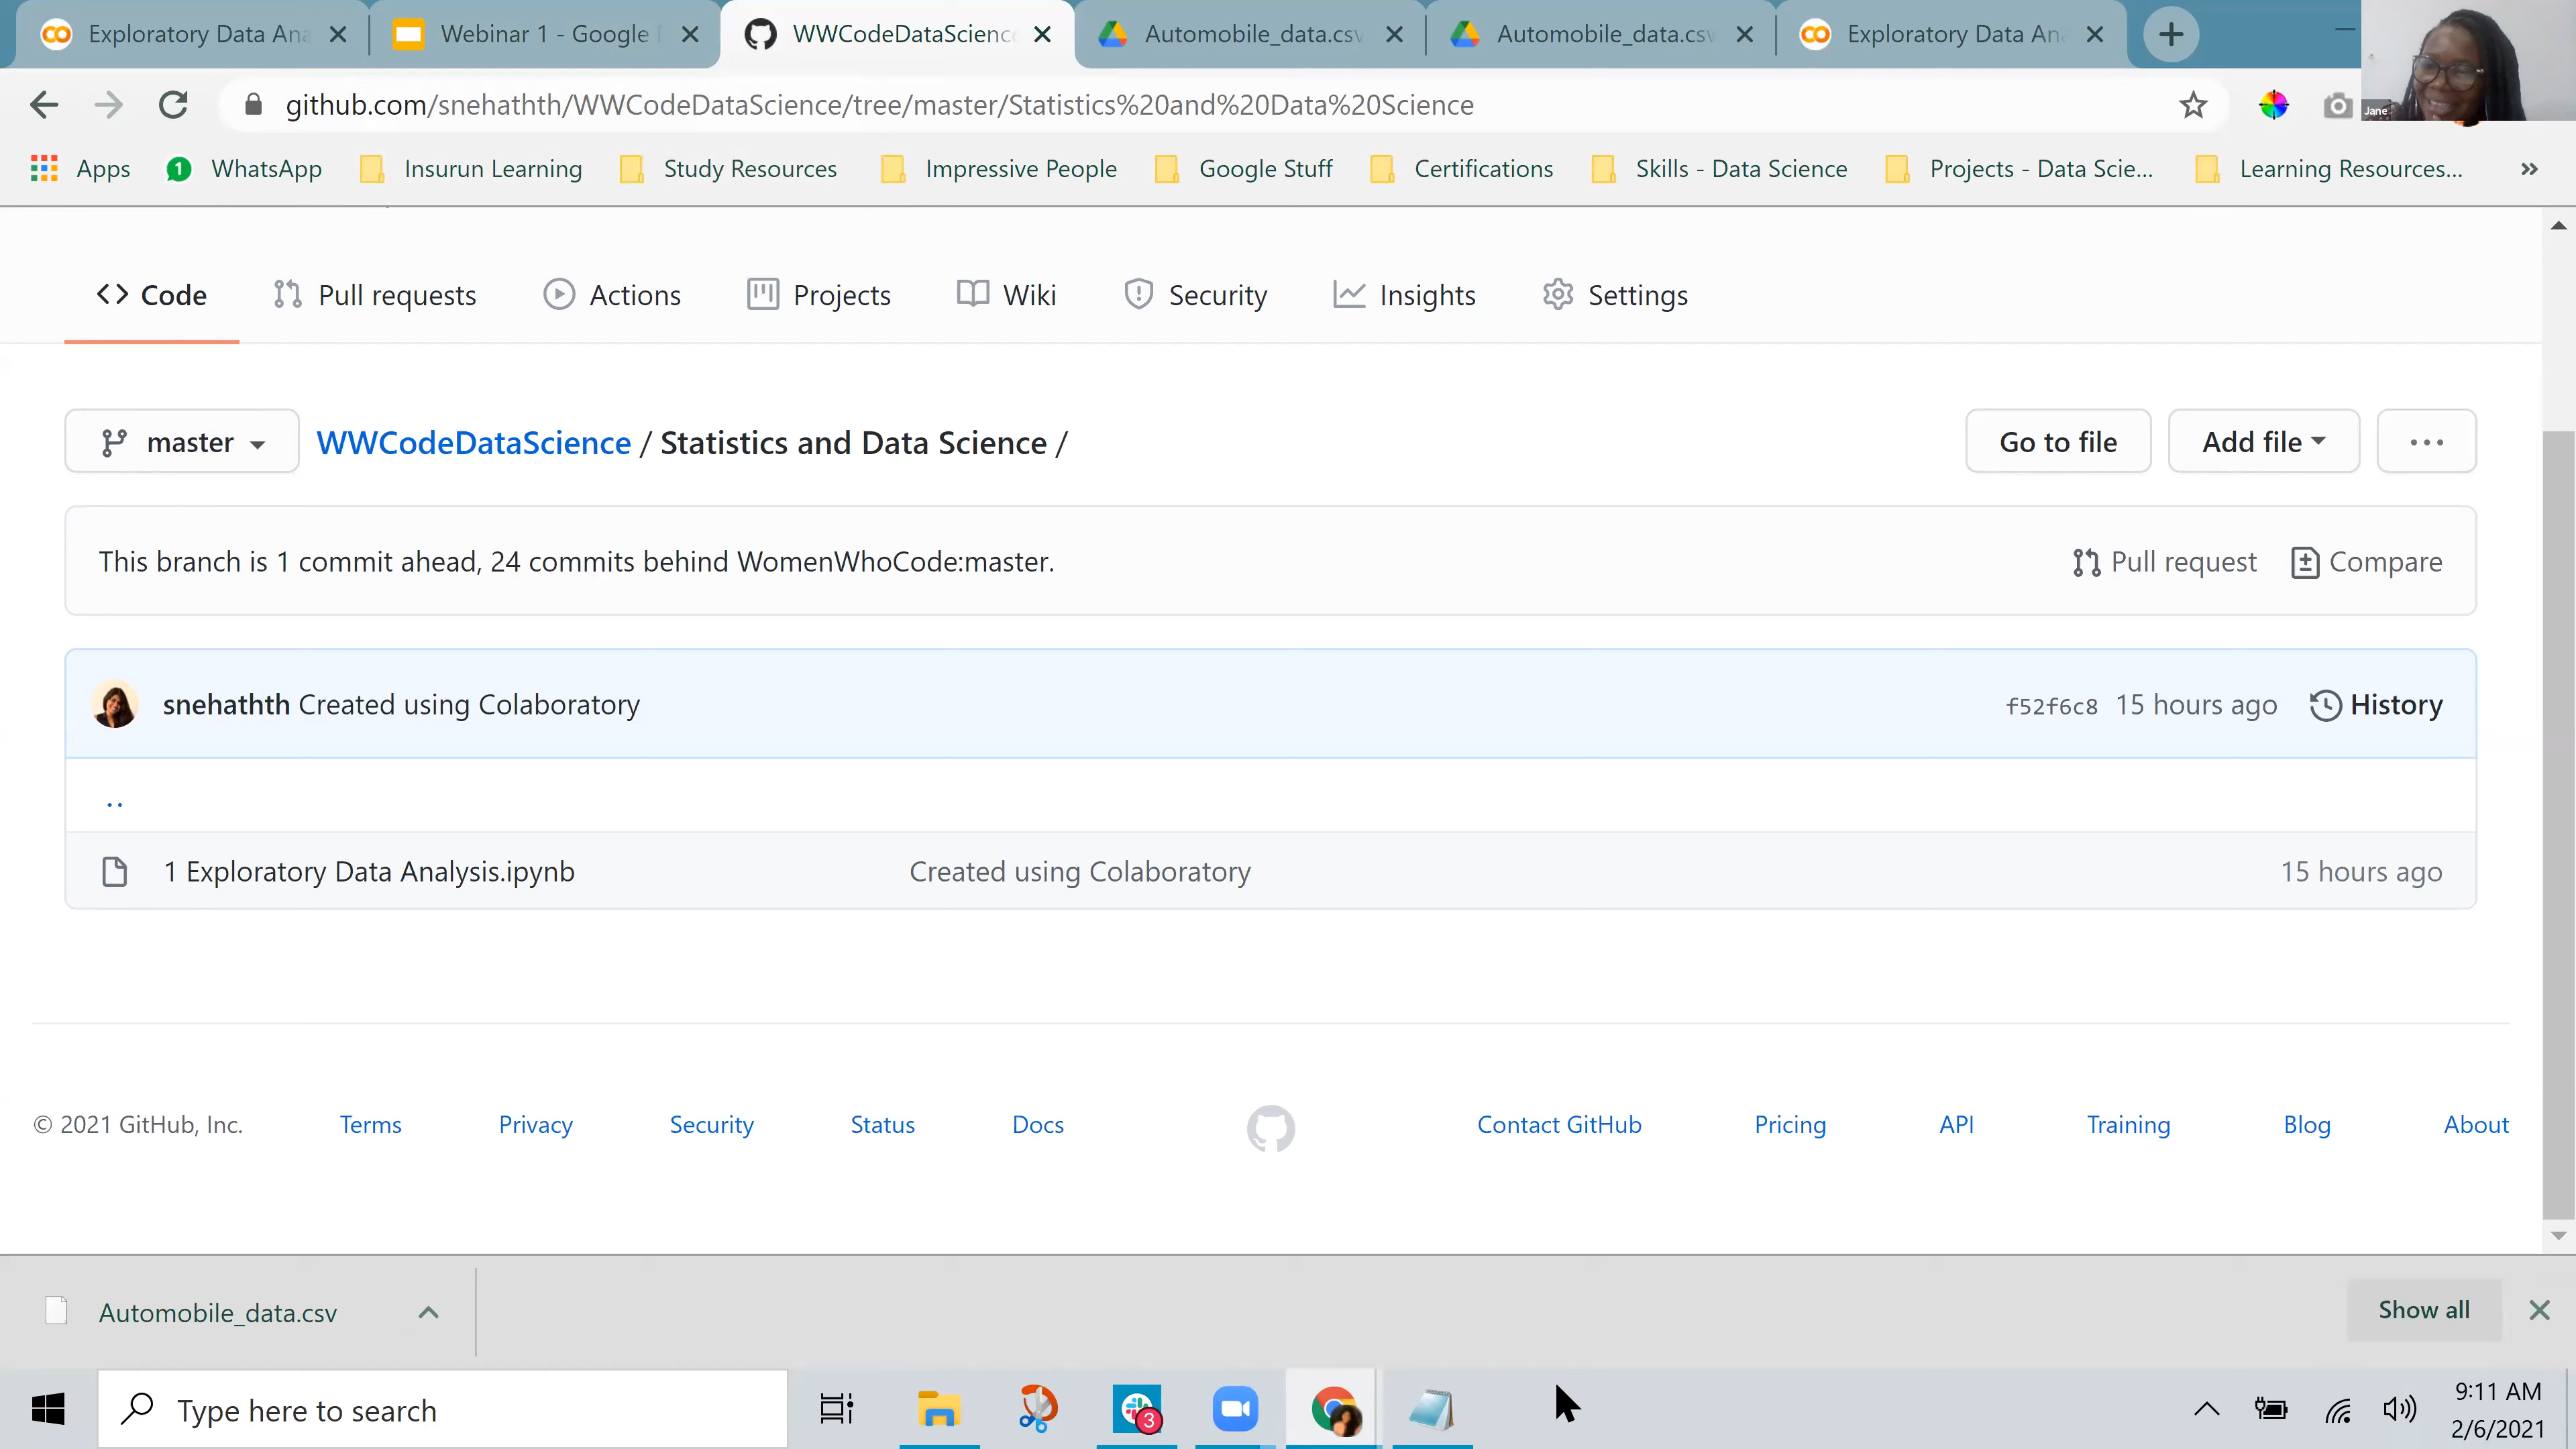 Exploratory Data Ana
Webinar 1 - Google
WWCodeDataScience
Automobile_data.csv
Automobile_data.csv
Exploratory Data An
github.com/snehathth/WWCodeDataScience/tree/master/Statistics%20and%20Data%20Science
Jane
Apps
1
WhatsApp
Insurun Learning
Study Resources
Impressive People
Google Stuff
Certifications
Skills - Data Science
Projects - Data Scie...
Learning Resources...
»
Code
Pull requests
Actions
Projects
Wiki
Security
Insights
Settings
master
WWCodeDataScience / Statistics and Data Science /
Go to file
Add file
This branch is 1 commit ahead, 24 commits behind WomenWhoCode:master.
Pull request
Compare
snehathth Created using Colaboratory
f52f6c8 15 hours ago
History
..
1 Exploratory Data Analysis.ipynb
Created using Colaboratory
15 hours ago
© 2021 GitHub, Inc.
Terms
Privacy
Security
Status
Docs
Contact GitHub
Pricing
API
Training
Blog
About
Automobile_data.csv
Show all
Type here to search
3
9:11 AM
2/6/2021